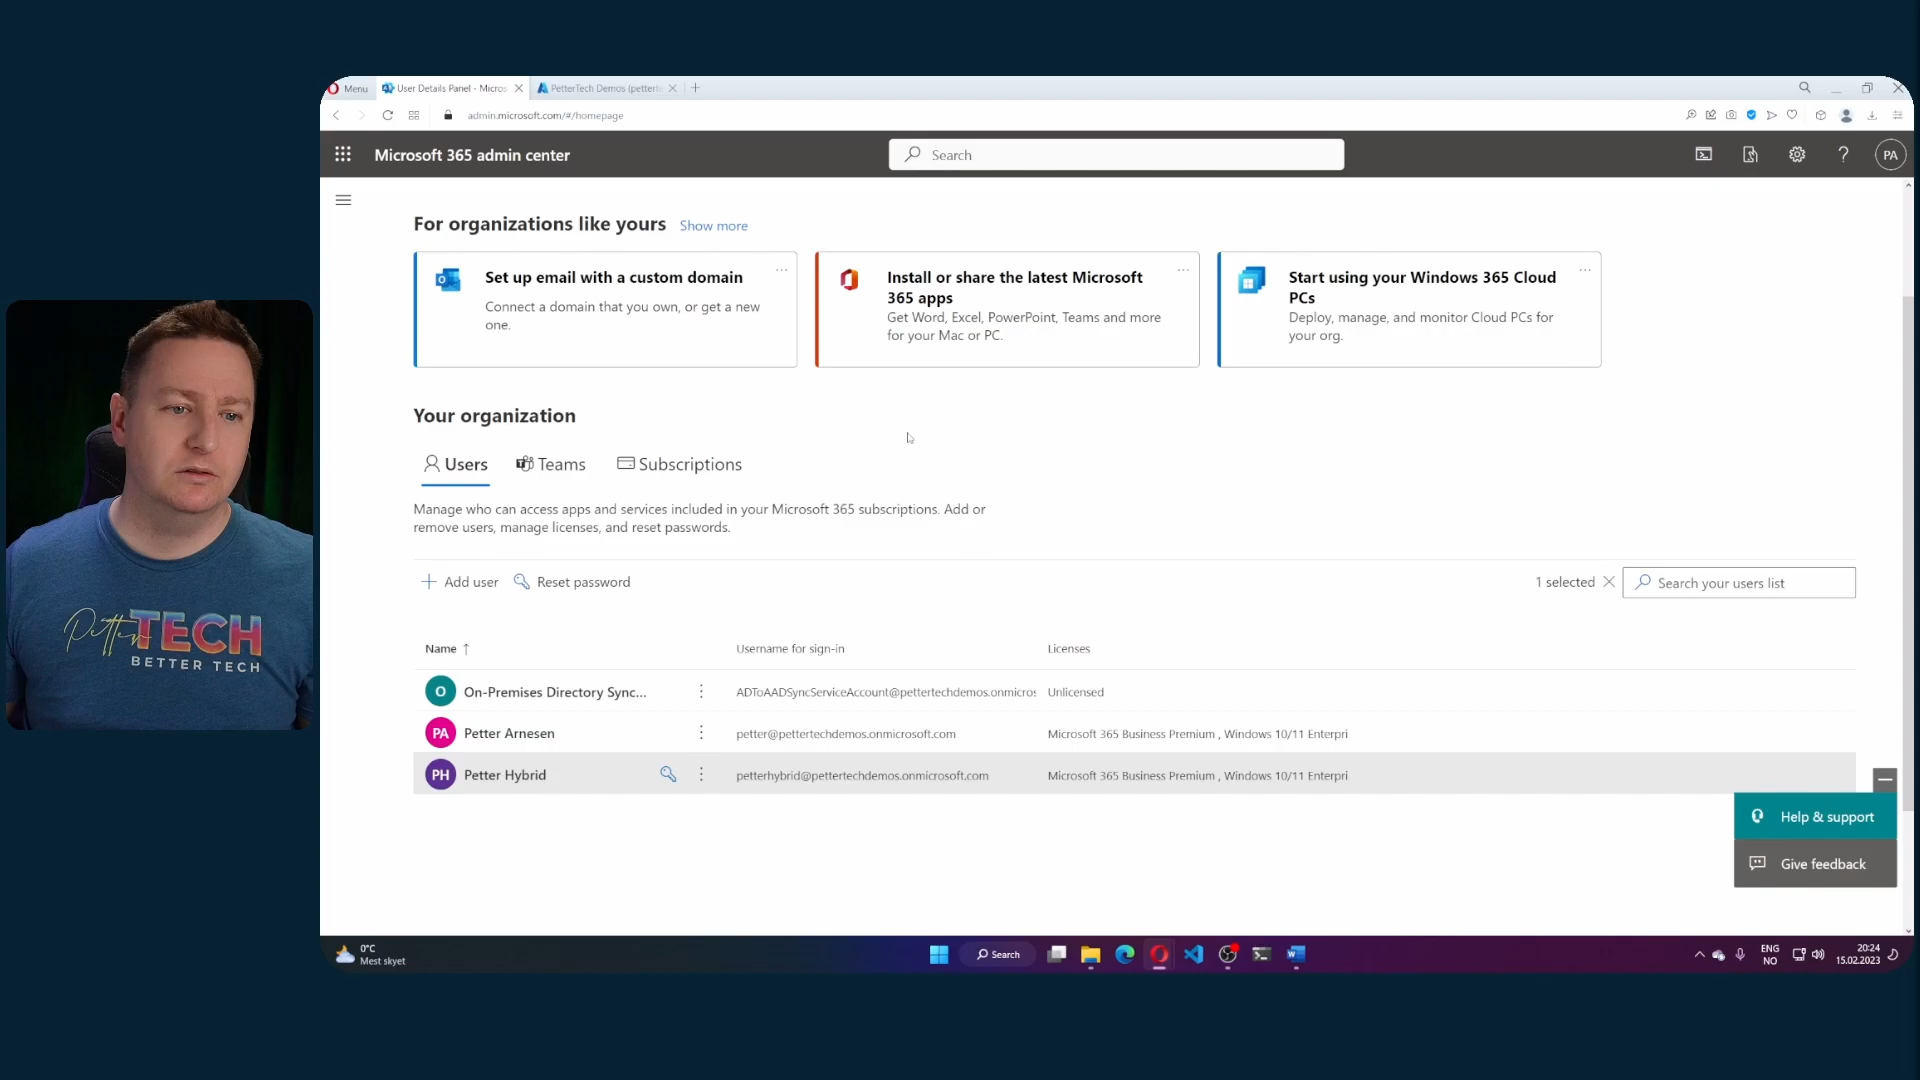 Menu
User Details Panel - Micros
PetterTech Demos (petterte
admin.microsoft.com/#/homepage
Microsoft 365 admin center
Search
PA
For organizations like yours
Show more
Set up email with a custom domain
Connect a domain that you own, or get a new
one.
Install or share the latest Microsoft
365 apps
Get Word, Excel, PowerPoint, Teams and more
for your Mac or PC.
Start using your Windows 365 Cloud
PCs
Deploy, manage, and monitor Cloud PCs for
your org.
Your organization
Users
Teams
Subscriptions
Manage who can access apps and services included in your Microsoft 365 subscriptions. Add or
remove users, manage licenses, and reset passwords.
Add user
Reset password
1 selected
Search your users list
Name ↑
Username for sign-in
Licenses
O
On-Premises Directory Sync...
ADToAADSyncServiceAccount@pettertechdemos.onmicros
Unlicensed
PA
Petter Arnesen
petter@pettertechdemos.onmicrosoft.com
Microsoft 365 Business Premium , Windows 10/11 Enterpri
PH
Petter Hybrid
petterhybrid@pettertechdemos.onmicrosoft.com
Microsoft 365 Business Premium , Windows 10/11 Enterpri
Help & support
Give feedback
Petter TECH
BETTER TECH
0°C
Mest skyet
Search
ENG
NO
20:24
15.02.2023